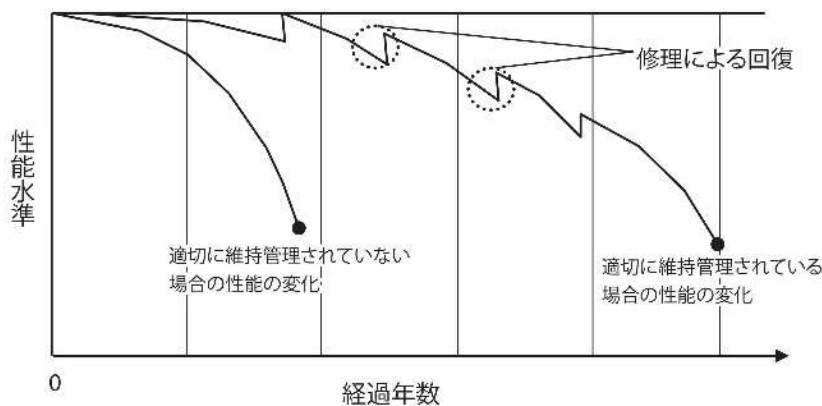 修理による回復
性能水準
適切に維持管理されていない
場合の性能の変化
適切に維持管理されている
場合の性能の変化
0
経過年数